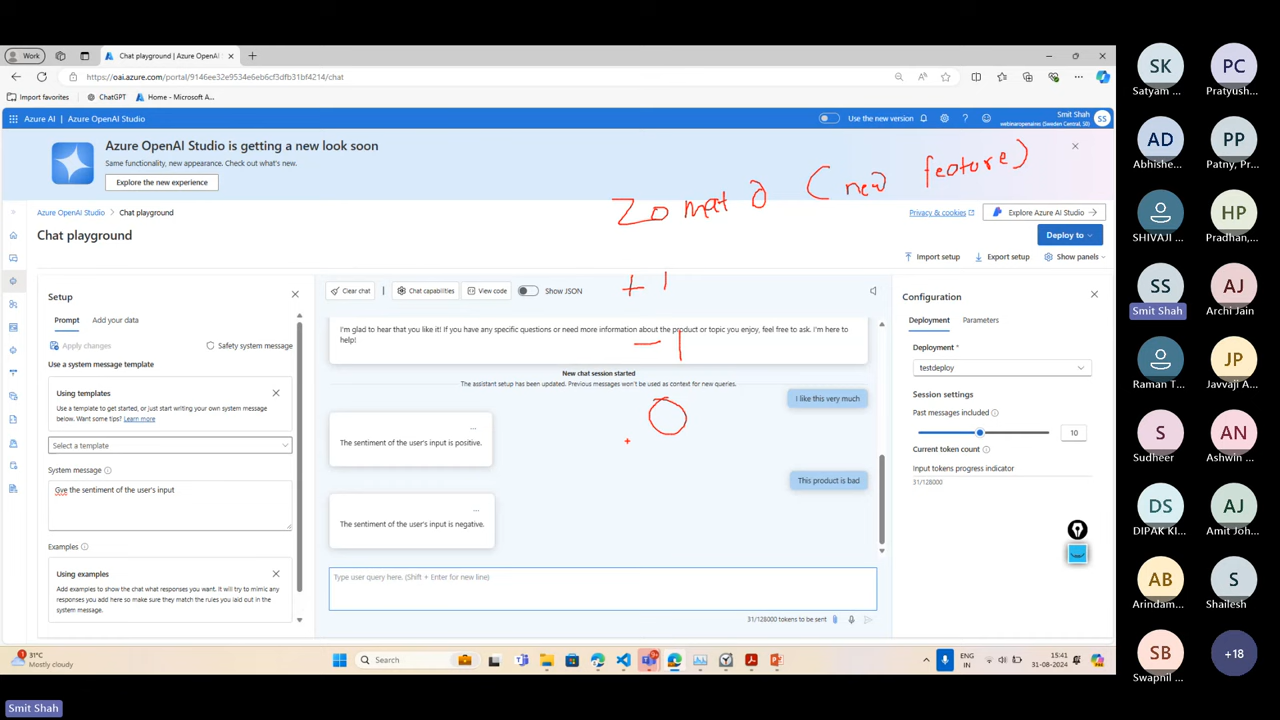 Work
Chat playground | Azure OpenAI St
https://oai.azure.com/portal/9146ee32e9534e6eb6cf3dfb31bf4214/chat
Import favorites
ChatGPT
Home - Microsoft A...
Azure AI | Azure OpenAI Studio
Use the new version
Smit Shah
webinaropenaires (Sweden Central, S0)
SS
Azure OpenAI Studio is getting a new look soon
Same functionality, new appearance. Check out what's new.
Explore the new experience
Zomato (new feature)
Azure OpenAI Studio > Chat playground
Privacy & cookies
Explore Azure AI Studio
Chat playground
Deploy to
Import setup
Export setup
Show panels
Setup
Clear chat
Chat capabilities
View code
Show JSON
+1
-1
0
Configuration
Prompt
Add your data
Apply changes
Safety system message
Use a system message template
Using templates
Use a template to get started, or just start writing your own system message below. Want some tips? Learn more
Select a template
System message
Gve the sentiment of the user's input
Examples
Using examples
Add examples to show the chat what responses you want. It will try to mimic any responses you add here so make sure they match the rules you laid out in the system message.
I'm glad to hear that you like it! If you have any specific questions or need more information about the product or topic you enjoy, feel free to ask. I'm here to help!
New chat session started
The assistant setup has been updated. Previous messages won't be used as context for new queries.
I like this very much
The sentiment of the user's input is positive.
This product is bad
The sentiment of the user's input is negative.
Type user query here. (Shift + Enter for new line)
31/128000 tokens to be sent
Deployment
Parameters
Deployment *
testdeploy
Session settings
Past messages included
10
Current token count
Input tokens progress indicator
31/128000
31°C
Mostly cloudy
Search
ENG
IN
15:41
31-08-2024
SK
Satyam ...
PC
Pratyush...
AD
Abhishe...
PP
Patny, Pr...
SHIVAJI ...
HP
Pradhan,...
SS
Smit Shah
AJ
Archi Jain
Raman T...
JP
Javvaji A...
S
Sudheer
AN
Ashwin ...
DS
DIPAK KI...
AJ
Amit Joh...
AB
Arindam...
S
Shailesh
SB
Swapnil ...
+18
Smit Shah